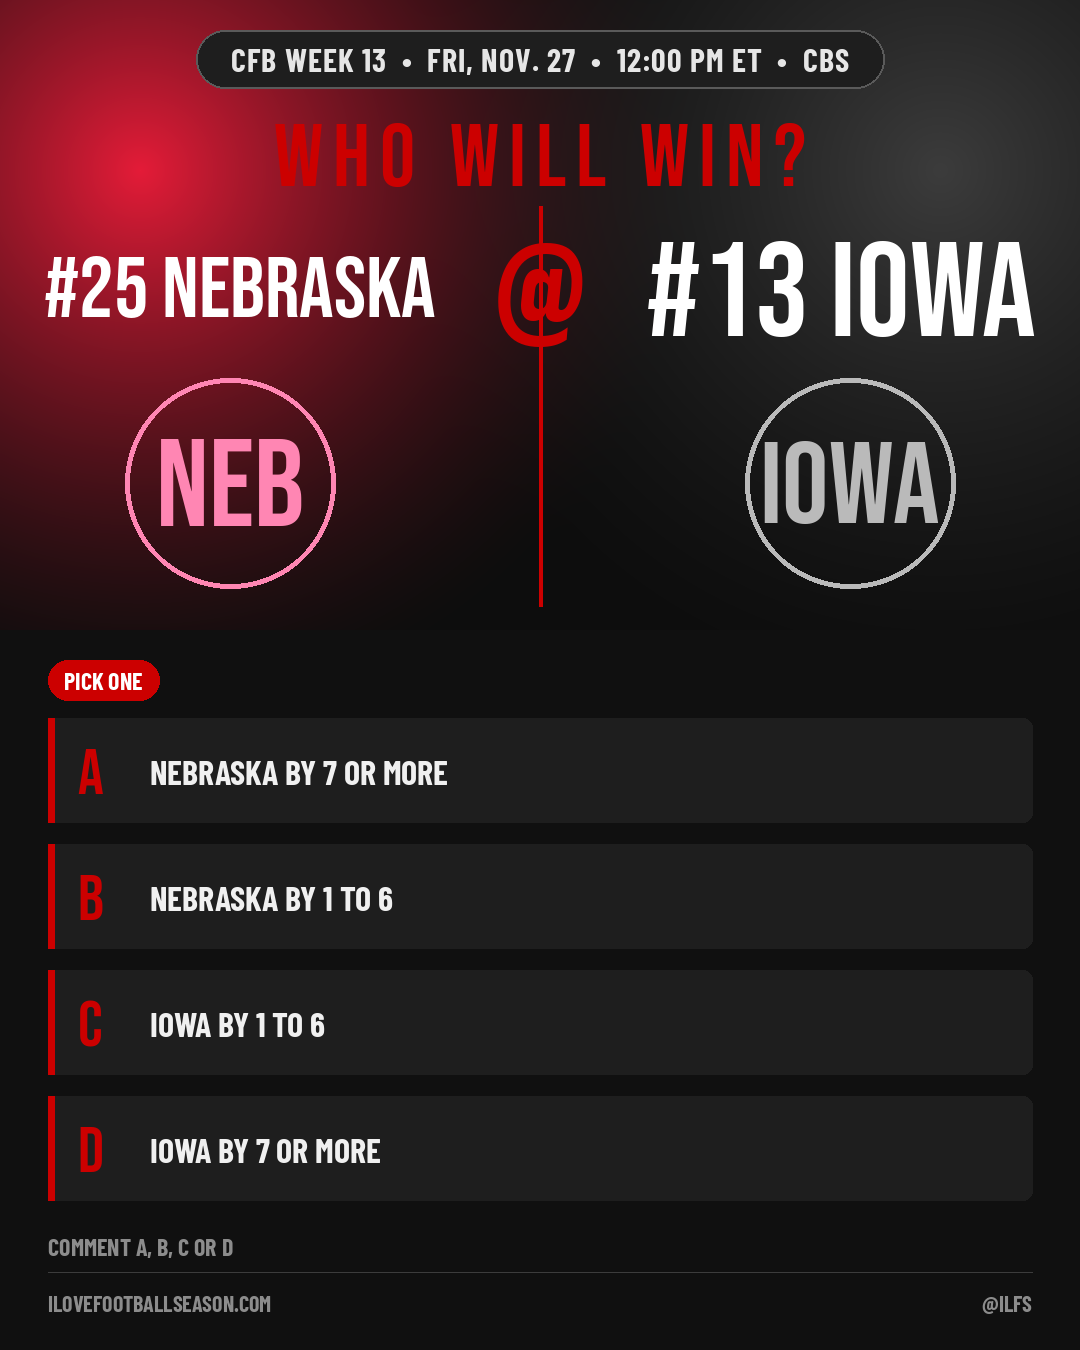 CFB WEEK 13 • FRI, NOV. 27 • 12:00 PM ET • CBS
WHO WILL WIN?
#25 NEBRASKA @ #13 IOWA
NEB
IOWA
PICK ONE
A NEBRASKA BY 7 OR MORE
B NEBRASKA BY 1 TO 6
C IOWA BY 1 TO 6
D IOWA BY 7 OR MORE
COMMENT A, B, C OR D
ILOVEFOOTBALLSEASON.COM
@ILFS